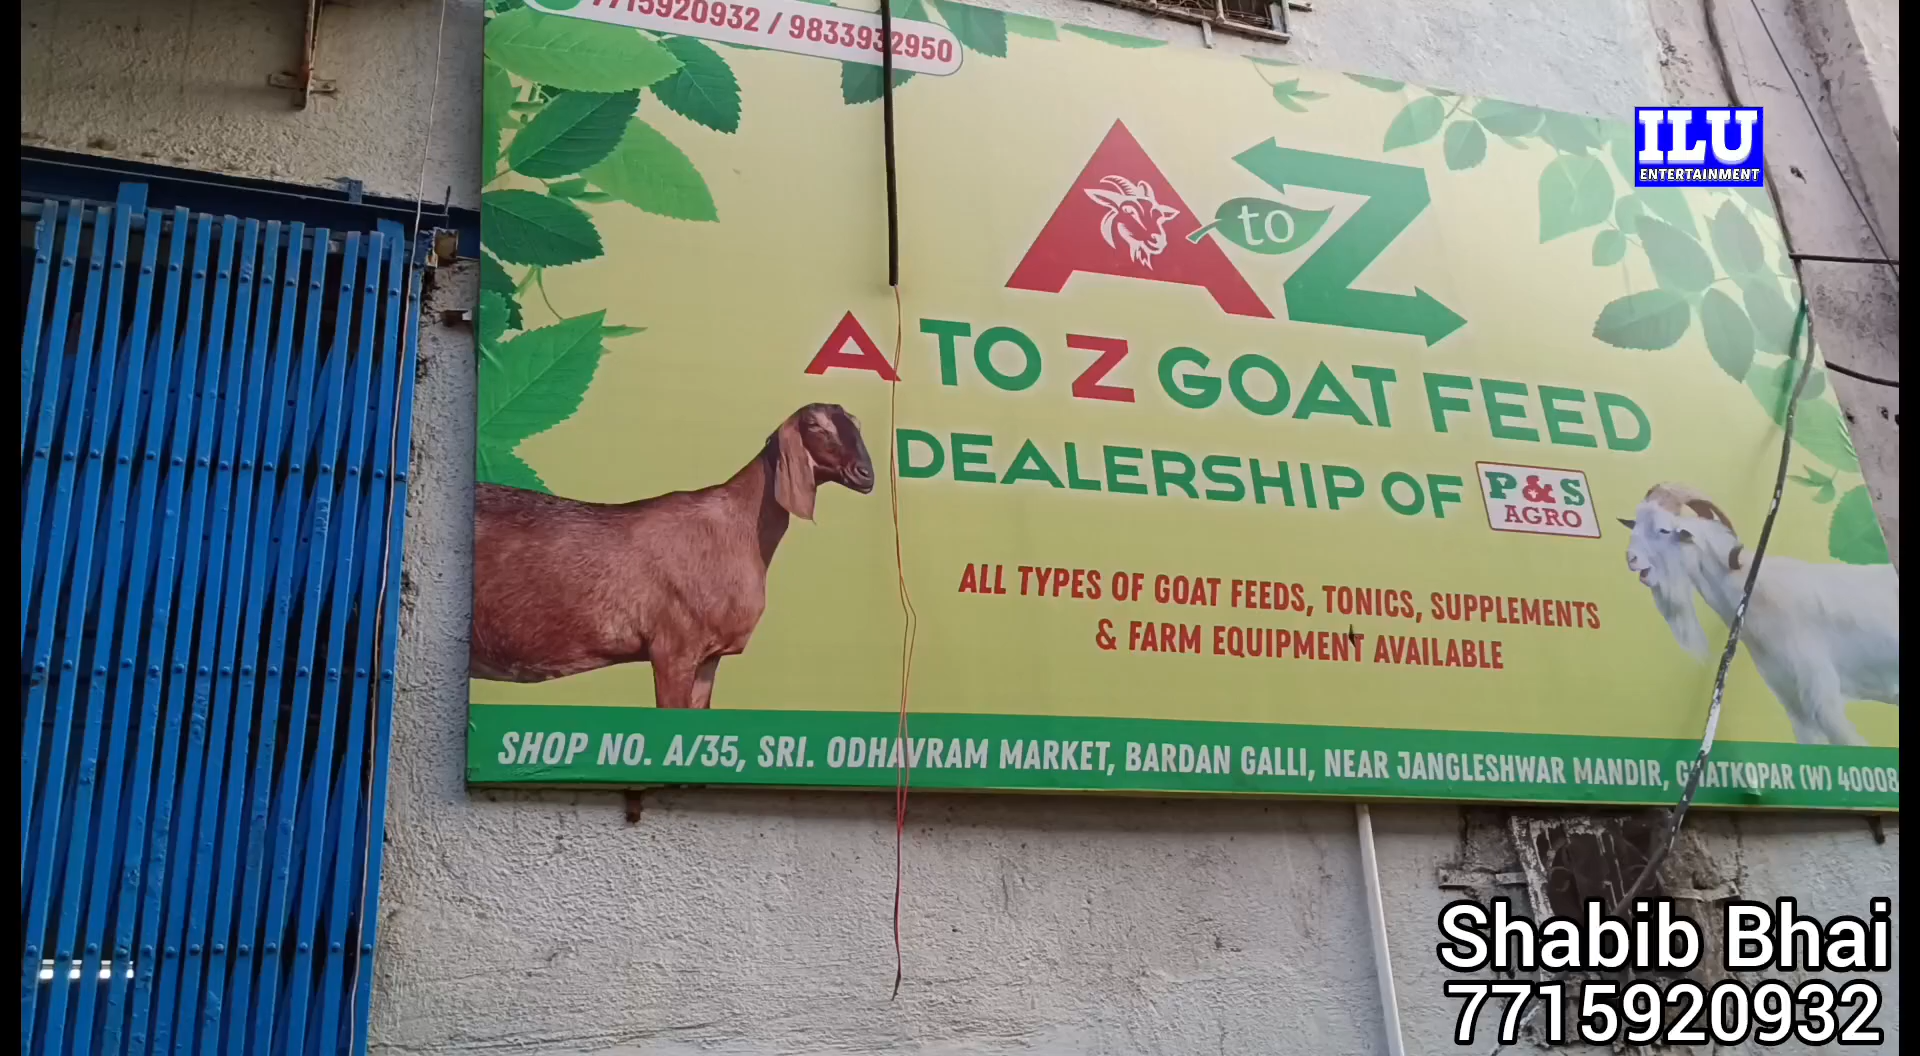 7715920932 / 9833932950
ILU
ENTERTAINMENT
A to Z
A TO Z GOAT FEED
DEALERSHIP OF P&S AGRO
ALL TYPES OF GOAT FEEDS, TONICS, SUPPLEMENTS
& FARM EQUIPMENT AVAILABLE
SHOP NO. A/35, SRI. ODHAVRAM MARKET, BARDAN GALLI, NEAR JANGLESHWAR MANDIR, GHATKOPAR (W) 40008
Shabib Bhai
7715920932